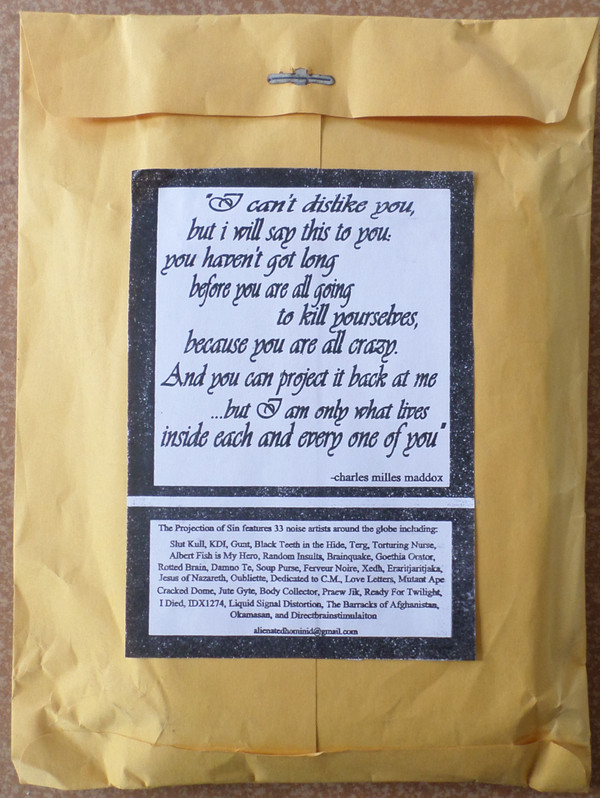 "I can't dislike you,
but i will say this to you:
you haven't got long
before you are all going
to kill yourselves,
because you are all crazy.
And you can project it back at me
...but I am only what lives
inside each and every one of you"
-charles milles maddox
The Projection of Sin features 33 noise artists around the globe including:
Slut Kull, KDI, Gunt, Black Teeth in the Hide, Terg, Torturing Nurse,
Albert Fish is My Hero, Random Insults, Brainquake, Goethia Orator,
Rotted Brain, Damno Te, Soup Purse, Ferveur Noire, Xedh, Eraritjaritjaka,
Jesus of Nazareth, Oubliette, Dedicated to C.M., Love Letters, Mutant Ape
Cracked Dome, Jute Gyte, Body Collector, Praew Jik, Ready For Twilight,
I Died, IDX1274, Liquid Signal Distortion, The Barracks of Afghanistan,
Okamasan, and Directbrainstimulaiton
alienatedhominid@gmail.com